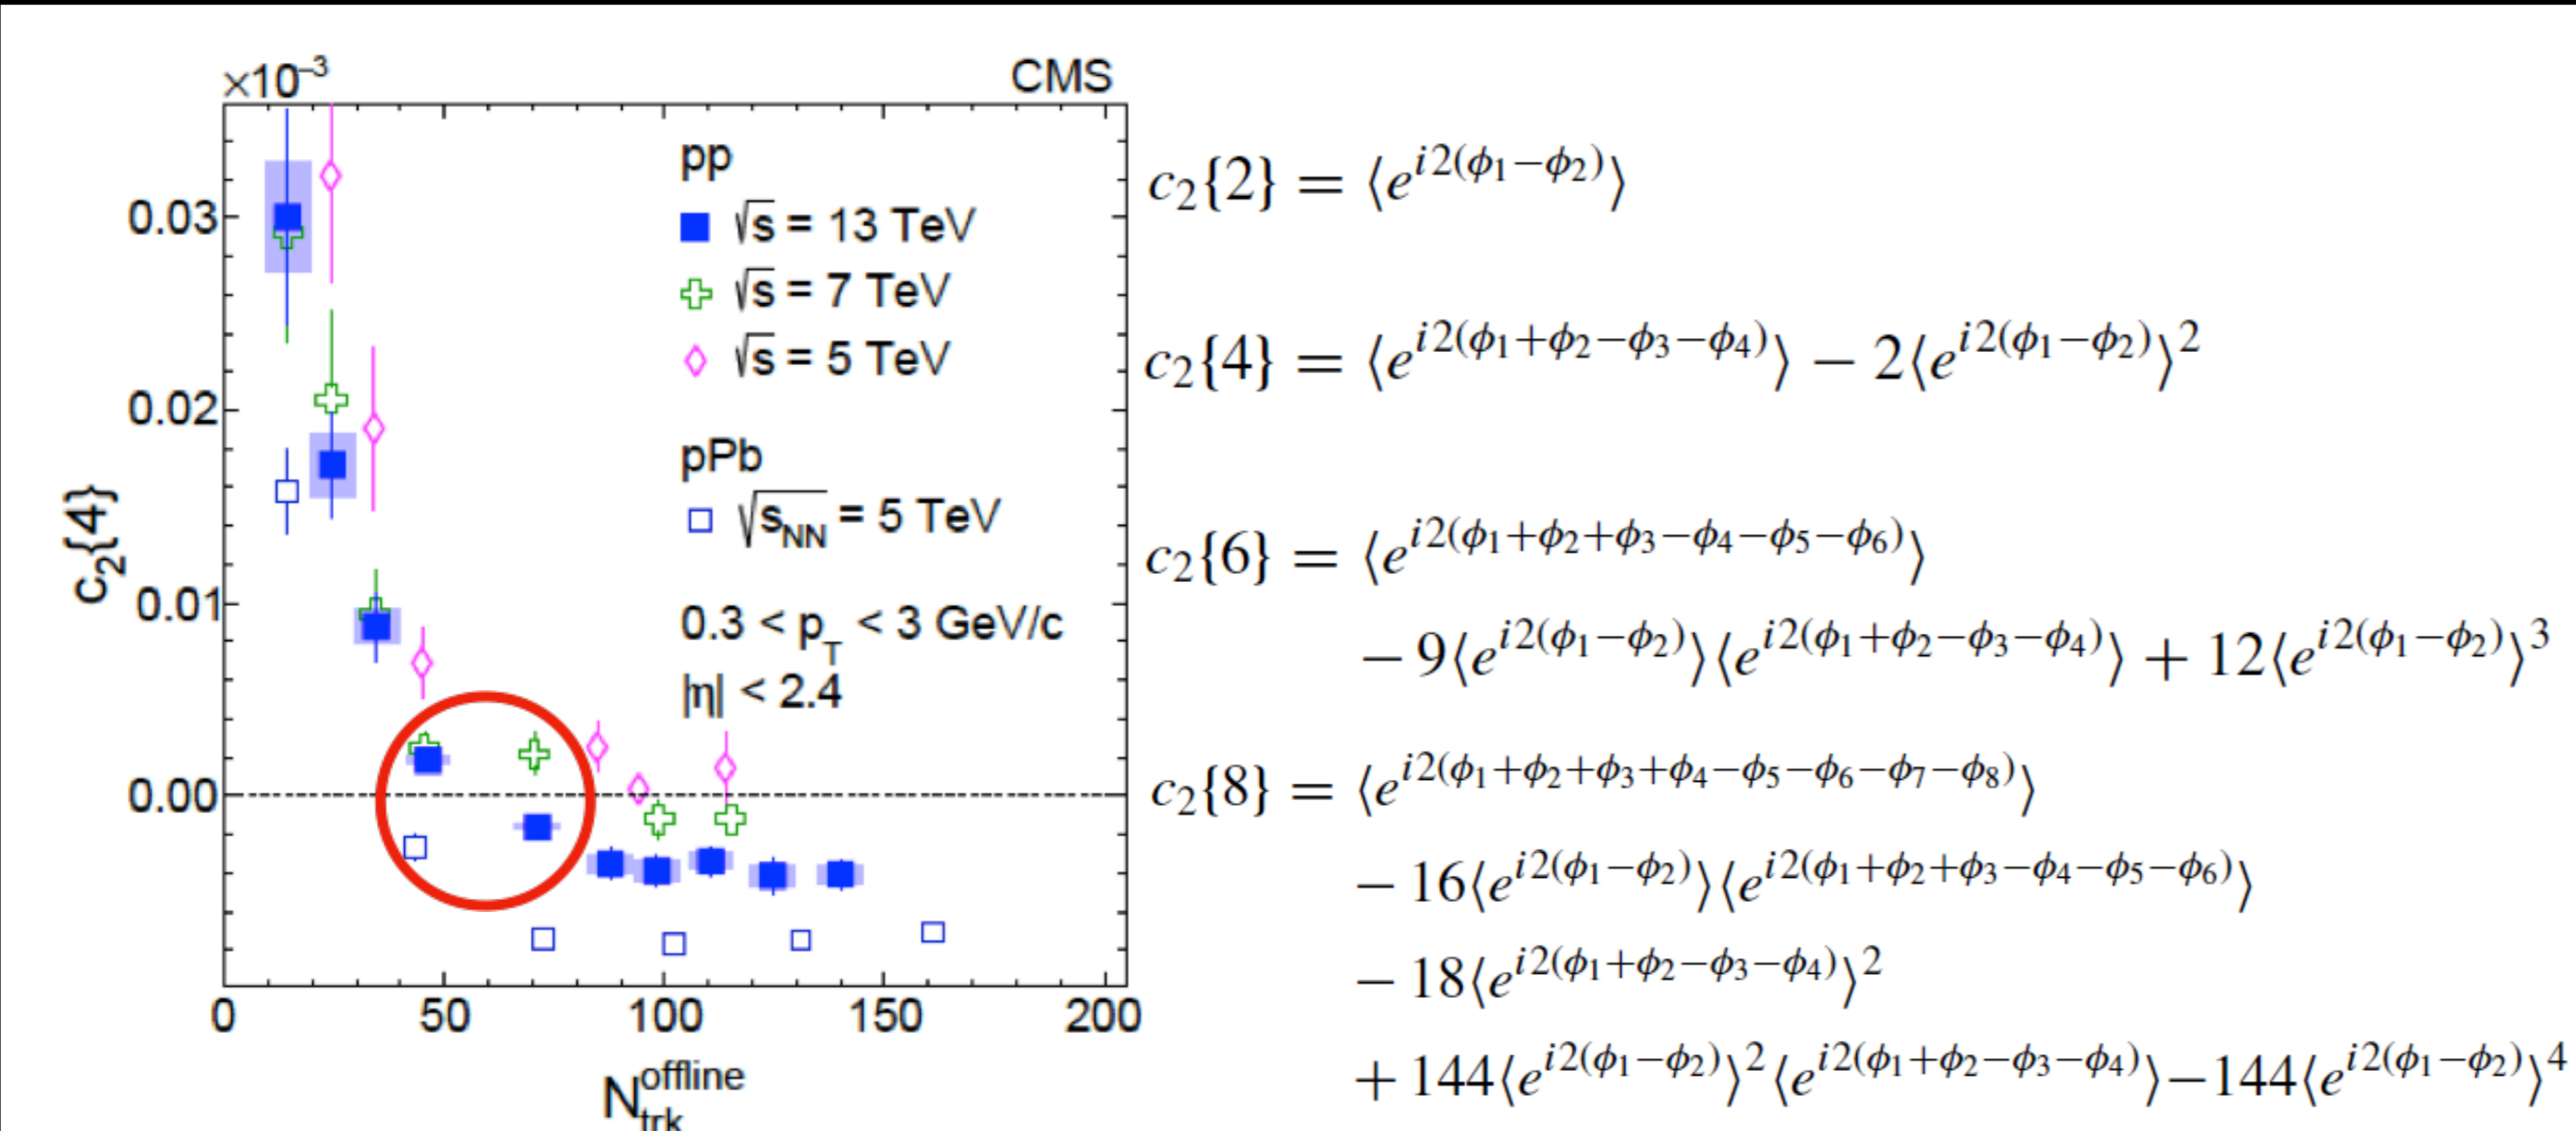 ×10⁻³
CMS
pp
√s = 13 TeV
√s = 7 TeV
√s = 5 TeV
pPb
√s_NN = 5 TeV
0.3 < p_T < 3 GeV/c
|η| < 2.4
c₂{4}
0.03
0.02
0.01
0.00
0 50 100 150 200
N_trk^offline
c₂{2} = ⟨e^{i2(ϕ₁−ϕ₂)}⟩
c₂{4} = ⟨e^{i2(ϕ₁+ϕ₂−ϕ₃−ϕ₄)}⟩ − 2⟨e^{i2(ϕ₁−ϕ₂)}⟩²
c₂{6} = ⟨e^{i2(ϕ₁+ϕ₂+ϕ₃−ϕ₄−ϕ₅−ϕ₆)}⟩
− 9⟨e^{i2(ϕ₁−ϕ₂)}⟩⟨e^{i2(ϕ₁+ϕ₂−ϕ₃−ϕ₄)}⟩ + 12⟨e^{i2(ϕ₁−ϕ₂)}⟩³
c₂{8} = ⟨e^{i2(ϕ₁+ϕ₂+ϕ₃+ϕ₄−ϕ₅−ϕ₆−ϕ₇−ϕ₈)}⟩
− 16⟨e^{i2(ϕ₁−ϕ₂)}⟩⟨e^{i2(ϕ₁+ϕ₂+ϕ₃−ϕ₄−ϕ₅−ϕ₆)}⟩
− 18⟨e^{i2(ϕ₁+ϕ₂−ϕ₃−ϕ₄)}⟩²
+ 144⟨e^{i2(ϕ₁−ϕ₂)}⟩²⟨e^{i2(ϕ₁+ϕ₂−ϕ₃−ϕ₄)}⟩−144⟨e^{i2(ϕ₁−ϕ₂)}⟩⁴